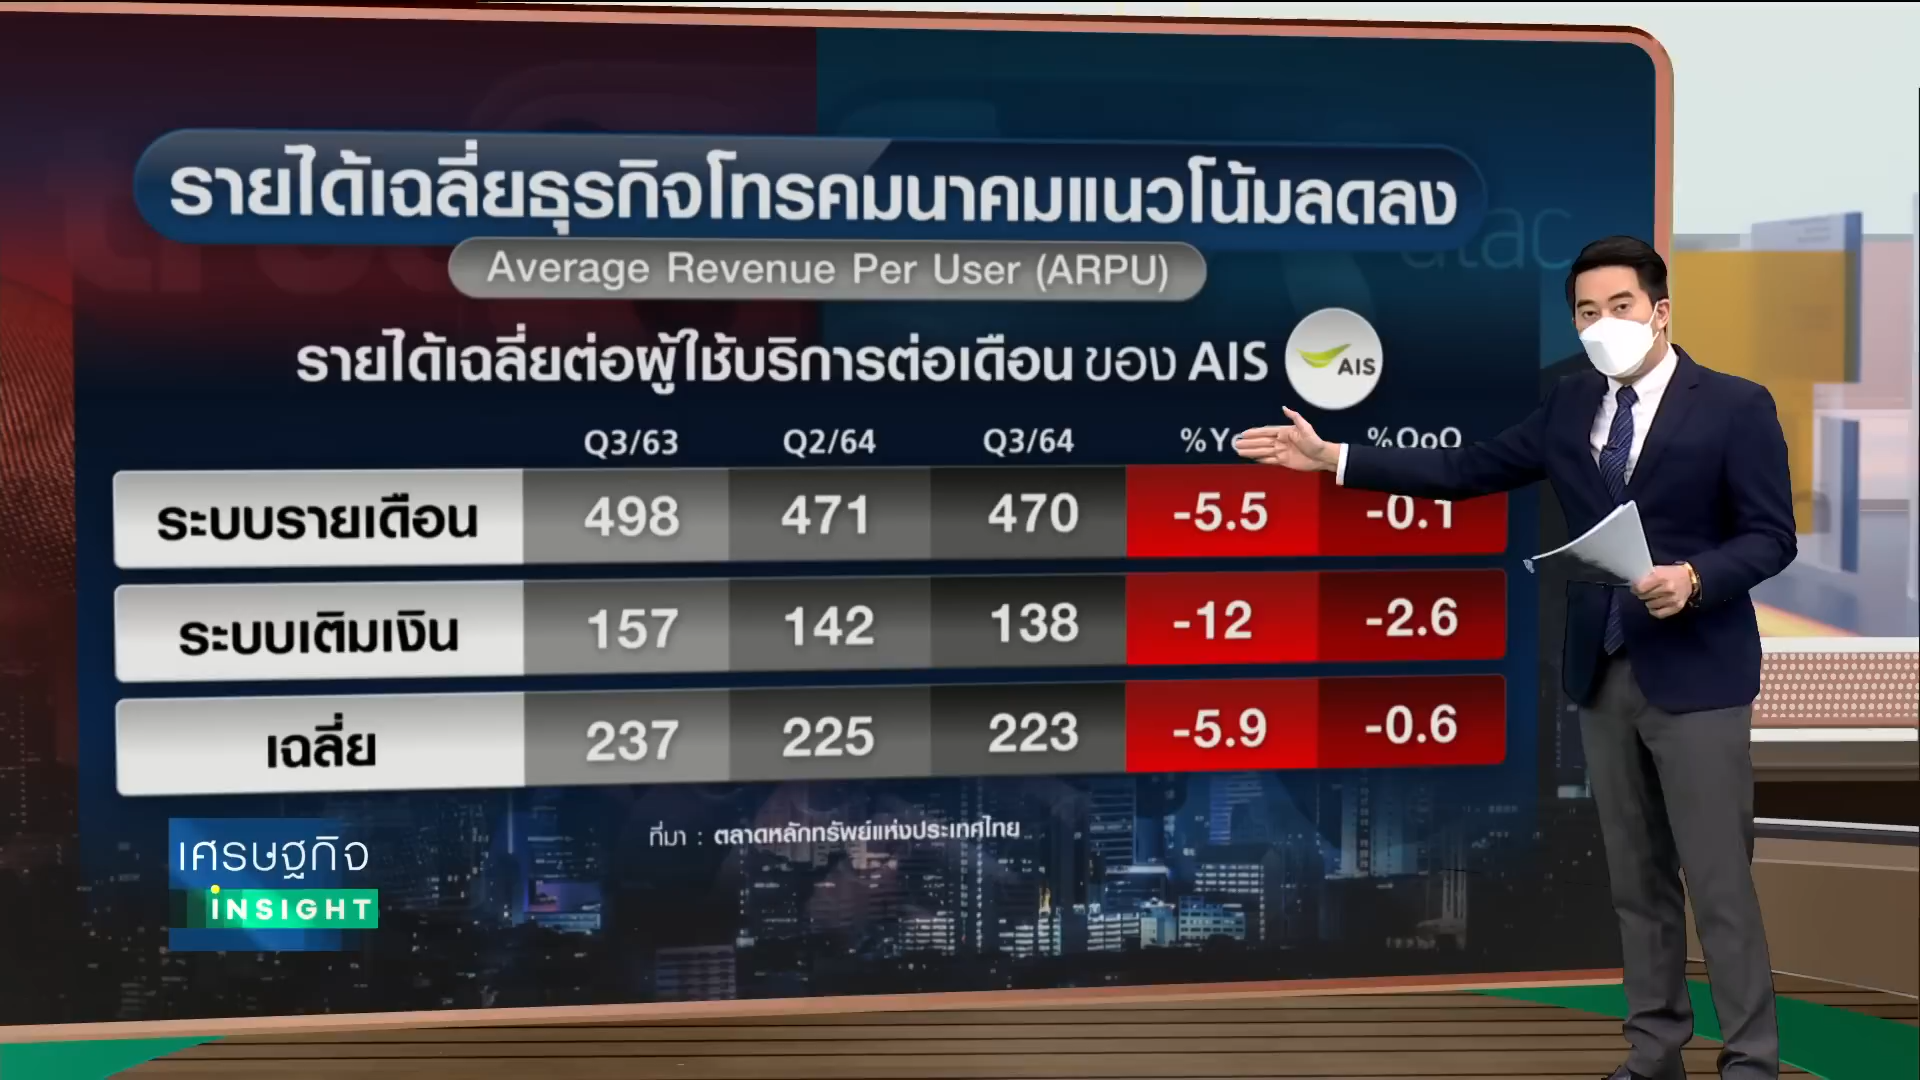 รายได้เฉลี่ยธุรกิจโทรคมนาคมแนวโน้มลดลง
Average Revenue Per User (ARPU)
รายได้เฉลี่ยต่อผู้ใช้บริการต่อเดือน ของ AIS AIS
Q3/63 Q2/64 Q3/64 %QoQ
ระบบรายเดือน 498 471 470 -5.5 -0.1
ระบบเติมเงิน 157 142 138 -12 -2.6
เฉลี่ย 237 225 223 -5.9 -0.6
ที่มา : ตลาดหลักทรัพย์แห่งประเทศไทย
เศรษฐกิจ
INSIGHT